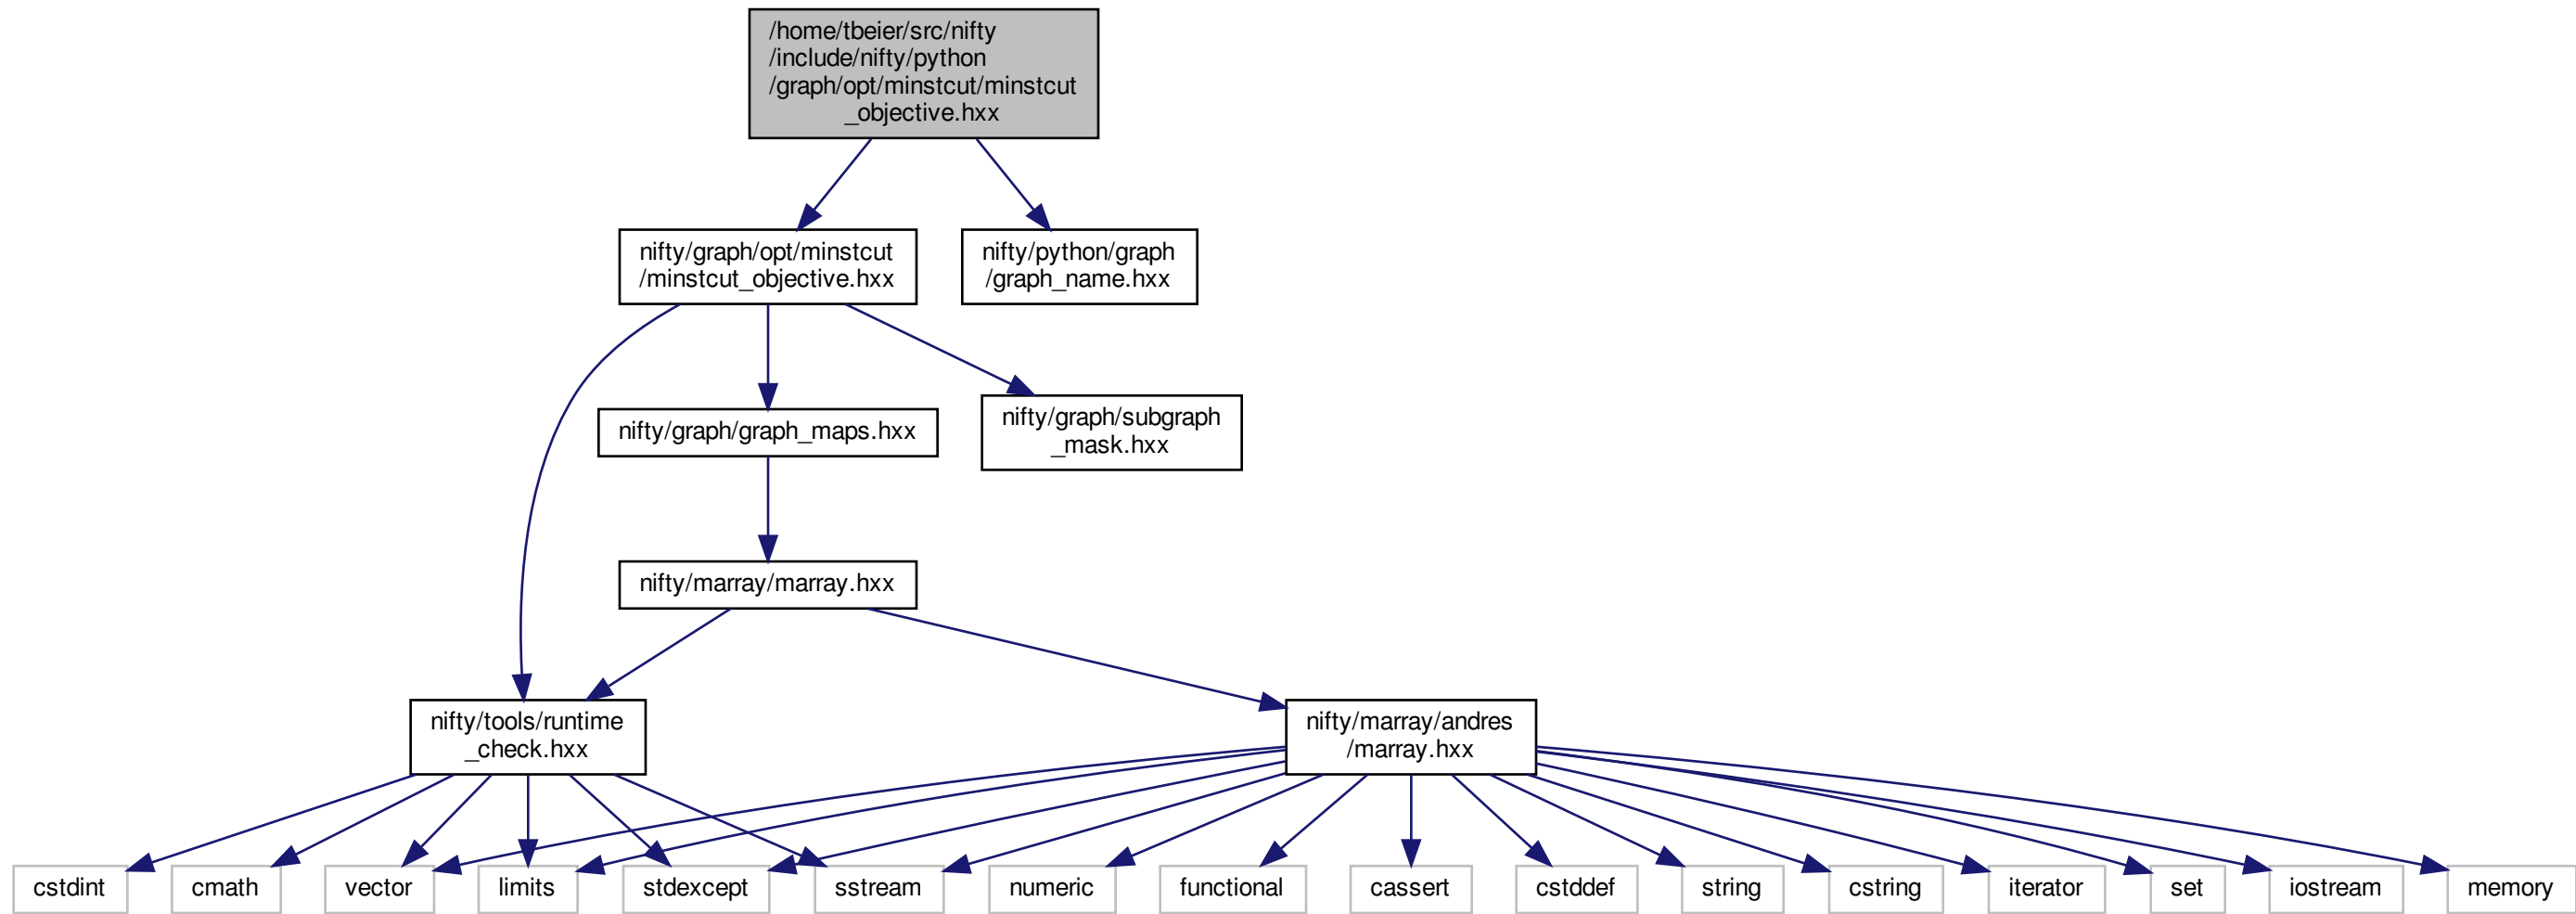 /home/tbeier/src/nifty
/include/nifty/python
/graph/opt/minstcut/minstcut
_objective.hxx
nifty/graph/opt/minstcut
/minstcut_objective.hxx
nifty/python/graph
/graph_name.hxx
nifty/graph/graph_maps.hxx
nifty/graph/subgraph
_mask.hxx
nifty/marray/marray.hxx
nifty/tools/runtime
_check.hxx
nifty/marray/andres
/marray.hxx
cstdint
cmath
vector
limits
stdexcept
sstream
numeric
functional
cassert
cstddef
string
cstring
iterator
set
iostream
memory